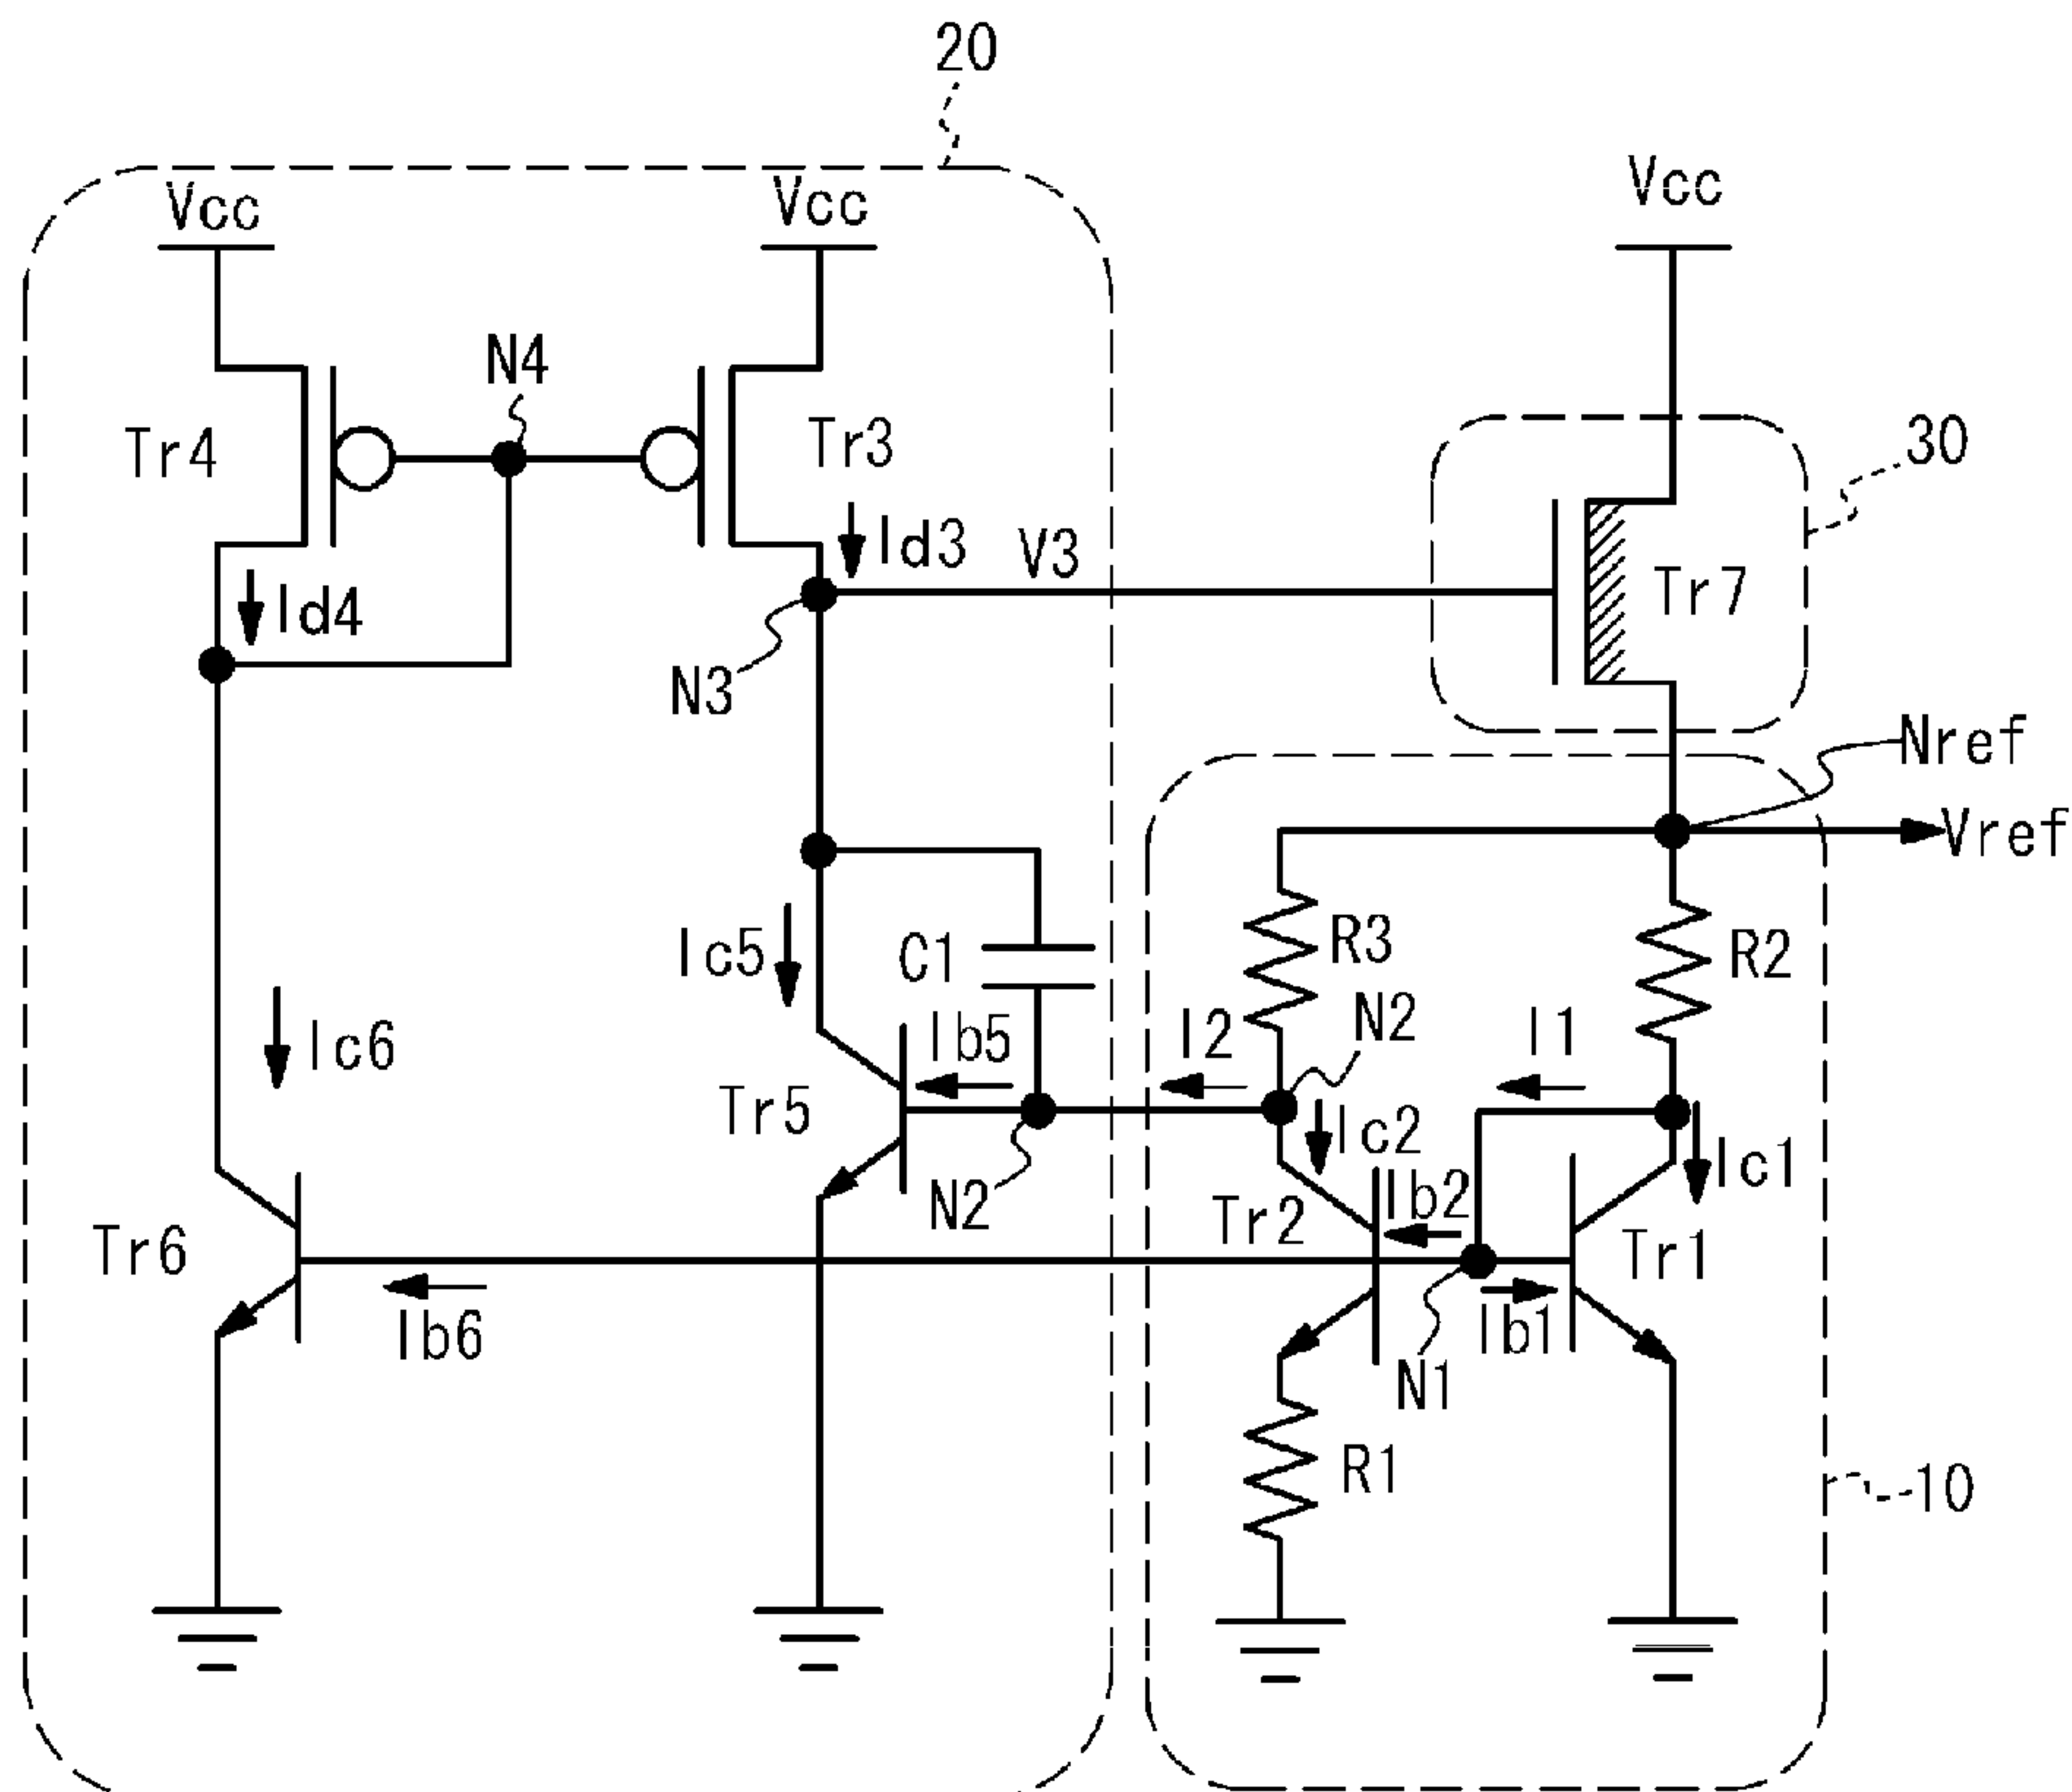 20
Vcc
Vcc
Vcc
N4
Tr4
Tr3
30
Id3
V3
Tr7
Id4
N3
Nref
Vref
Ic5
C1
R3
R2
Ic6
Ib5
I2
N2
I1
Tr5
Ic2
Ic1
N2
Tr2
Ib2
Tr6
Tr1
Ib6
N1
Ib1
R1
10